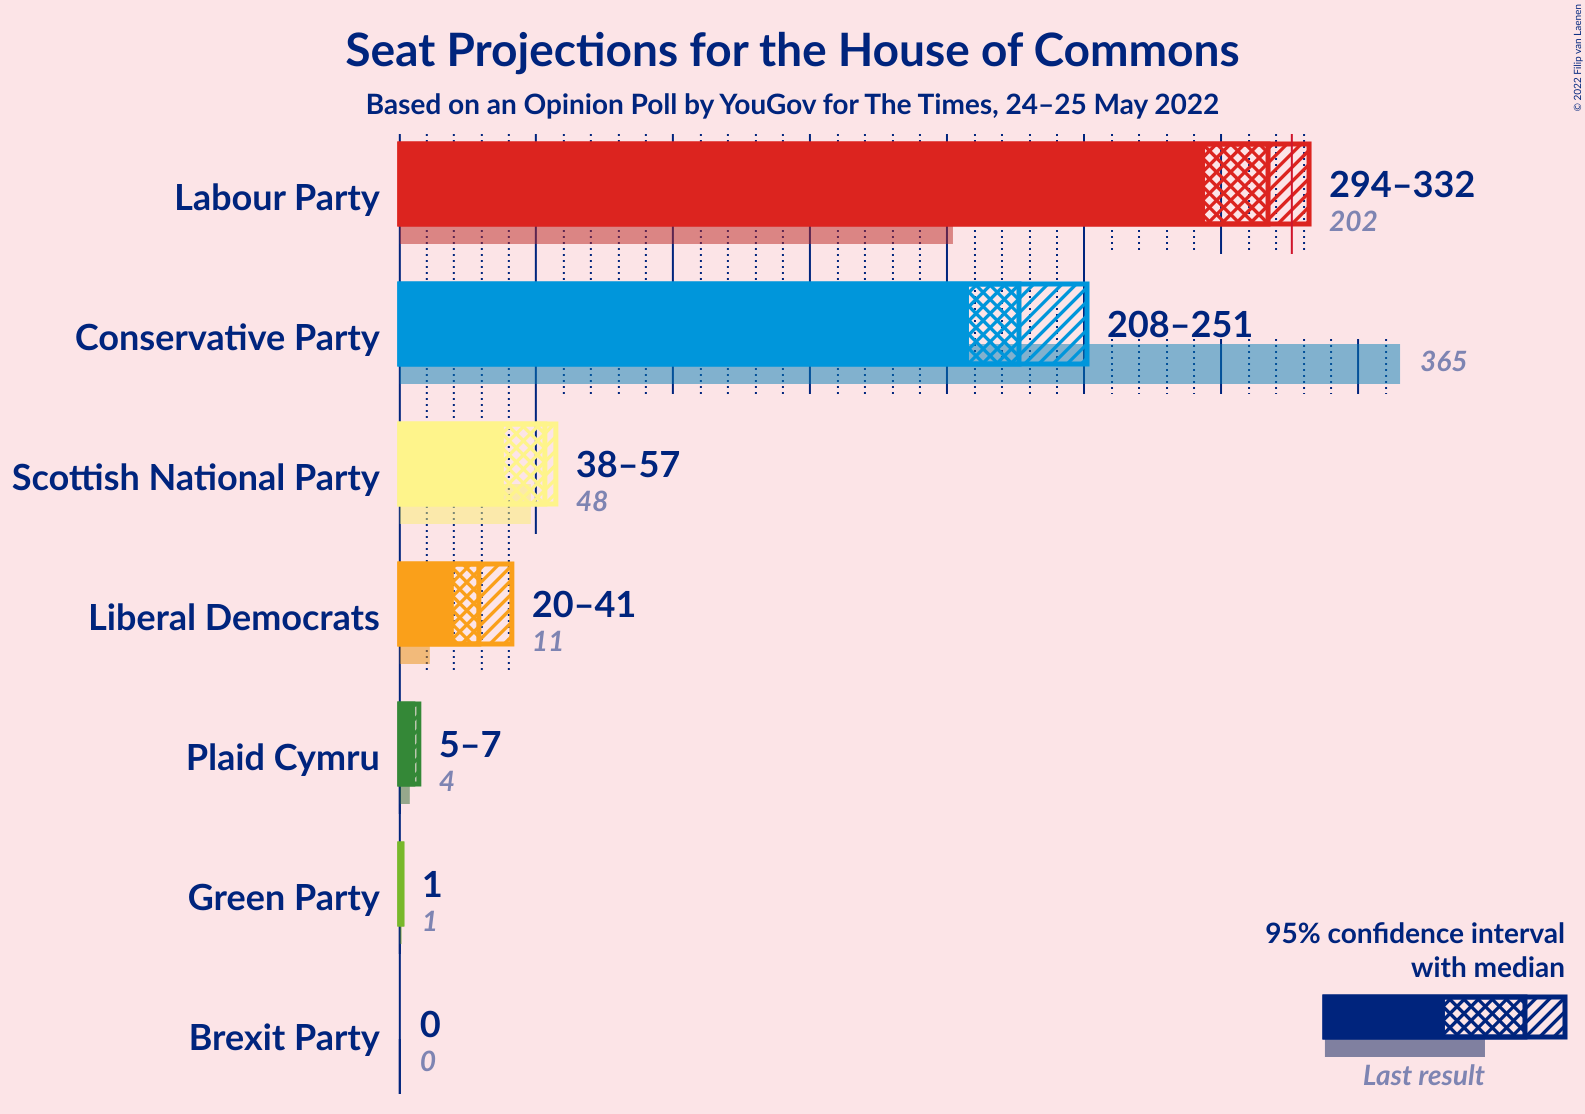 Seat Projections for the House of Commons
Based on an Opinion Poll by YouGov for The Times, 24–25 May 2022
© 2022 Filip van Laenen
Labour Party
294–332
202
Conservative Party
208–251
365
Scottish National Party
38–57
48
Liberal Democrats
20–41
11
Plaid Cymru
5–7
4
Green Party
1
1
Brexit Party
0
0
95% confidence interval
with median
Last result